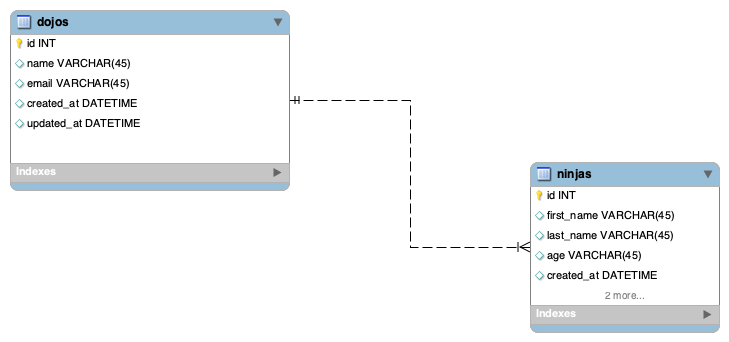 dojos
id INT
name VARCHAR(45)
email VARCHAR(45)
created_at DATETIME
updated_at DATETIME
Indexes
ninjas
id INT
first_name VARCHAR(45)
last_name VARCHAR(45)
age VARCHAR(45)
created_at DATETIME
2 more...
Indexes